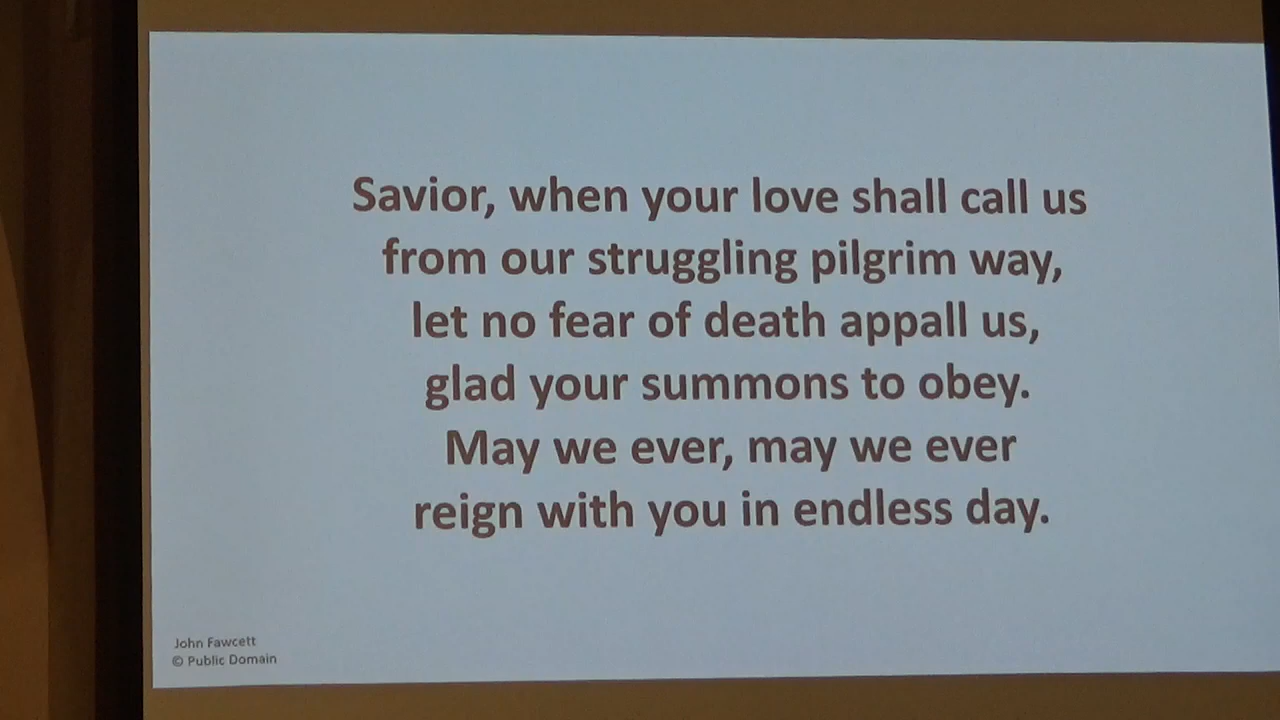 Savior, when your love shall call us
from our struggling pilgrim way,
let no fear of death appall us,
glad your summons to obey.
May we ever, may we ever
reign with you in endless day.
John Fawcett
© Public Domain